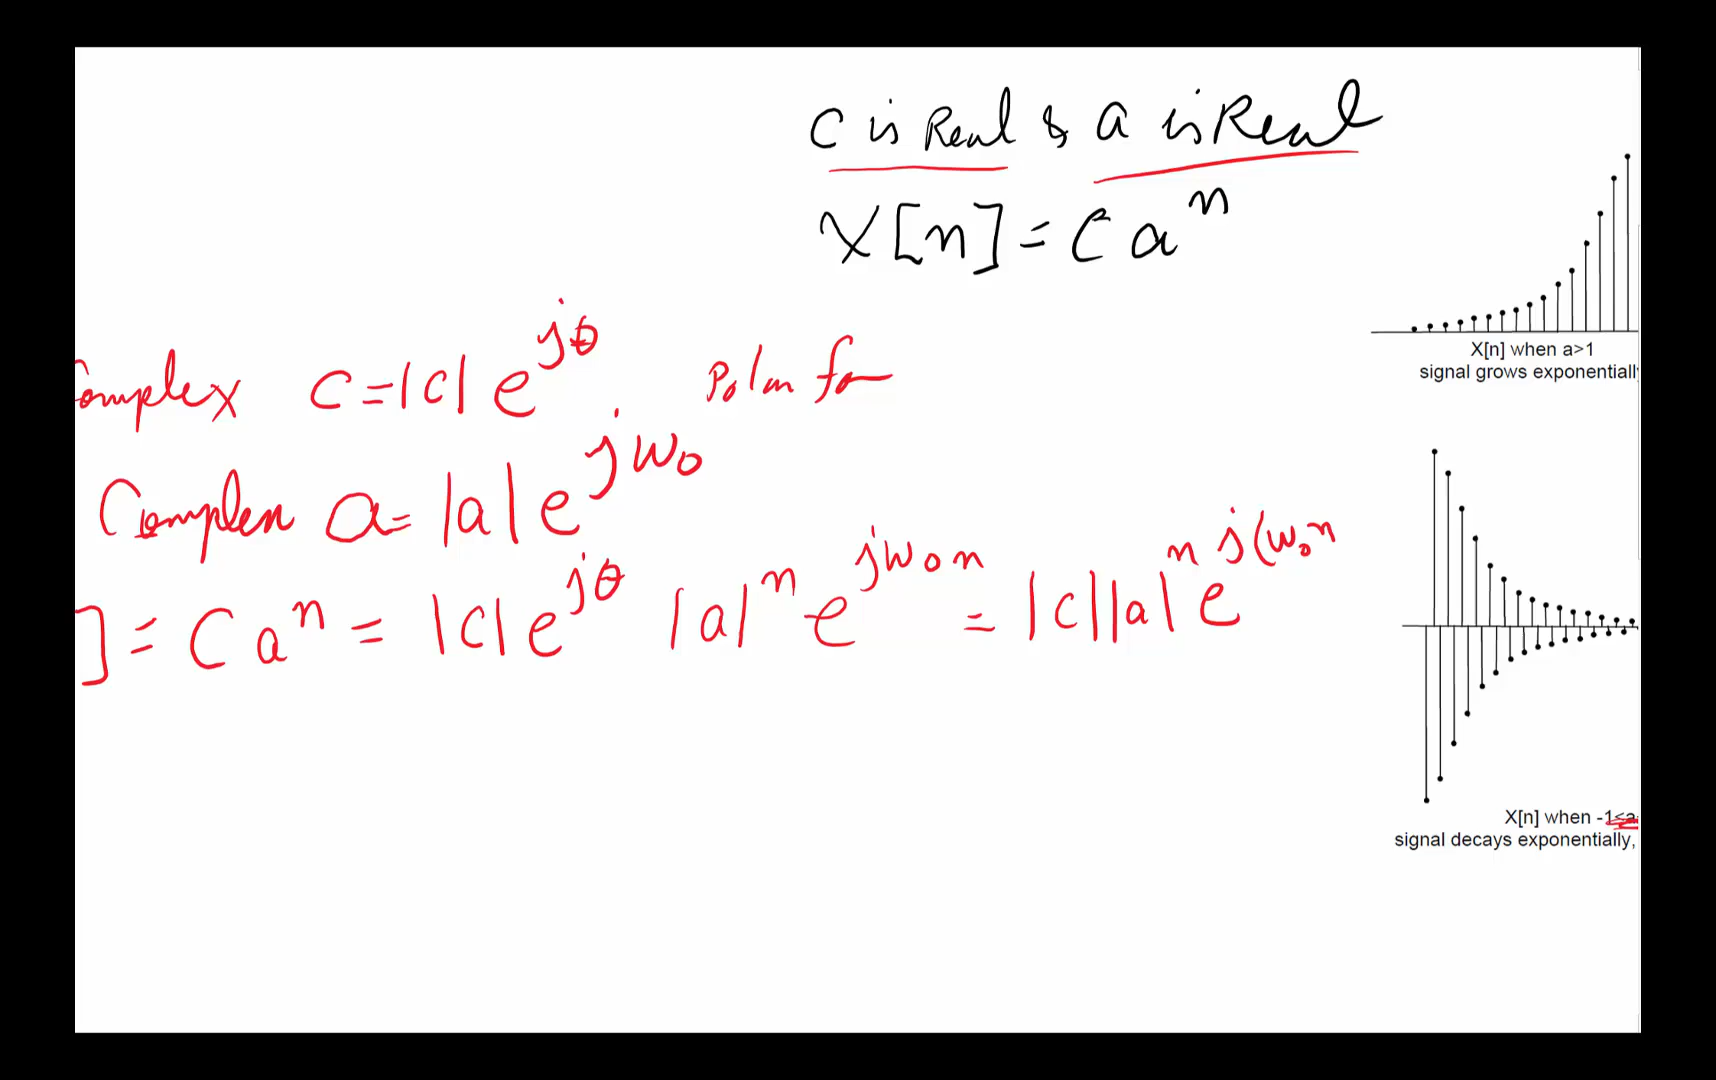 C is Real & a is Real
X[n] = C a^n
X[n] when a>1
signal grows exponentiall
omplex C = |C| e^jθ Polar for
Complex a = |a| e^jω₀
] = C a^n = |C| e^jθ |a|^n e^jω₀n = |C||a|^n e^j(ω₀n
X[n] when -1<a
signal decays exponentially,